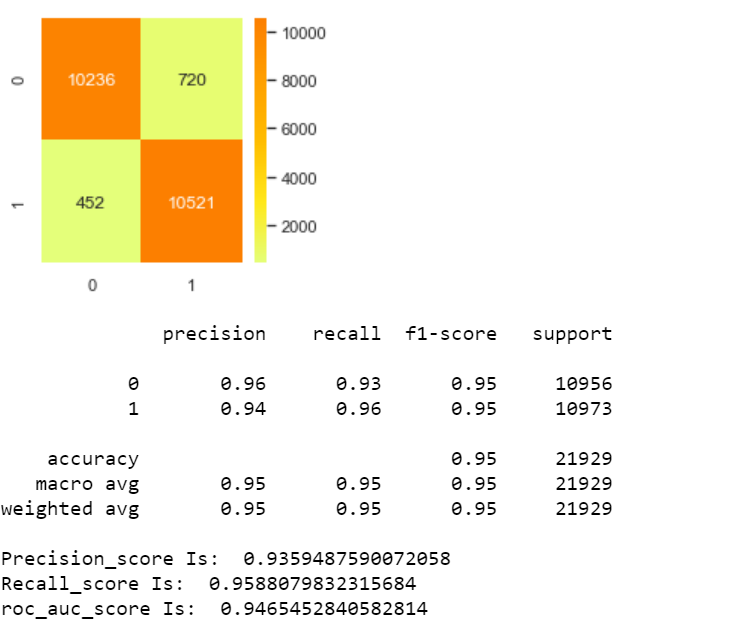 10000
0 10236 720 8000
6000
4000
1 452 10521
2000
0 1
precision recall f1-score support
0 0.96 0.93 0.95 10956
1 0.94 0.96 0.95 10973
accuracy 0.95 21929
macro avg 0.95 0.95 0.95 21929
weighted avg 0.95 0.95 0.95 21929
Precision_score Is: 0.9359487590072058
Recall_score Is: 0.9588079832315684
roc_auc_score Is: 0.9465452840582814